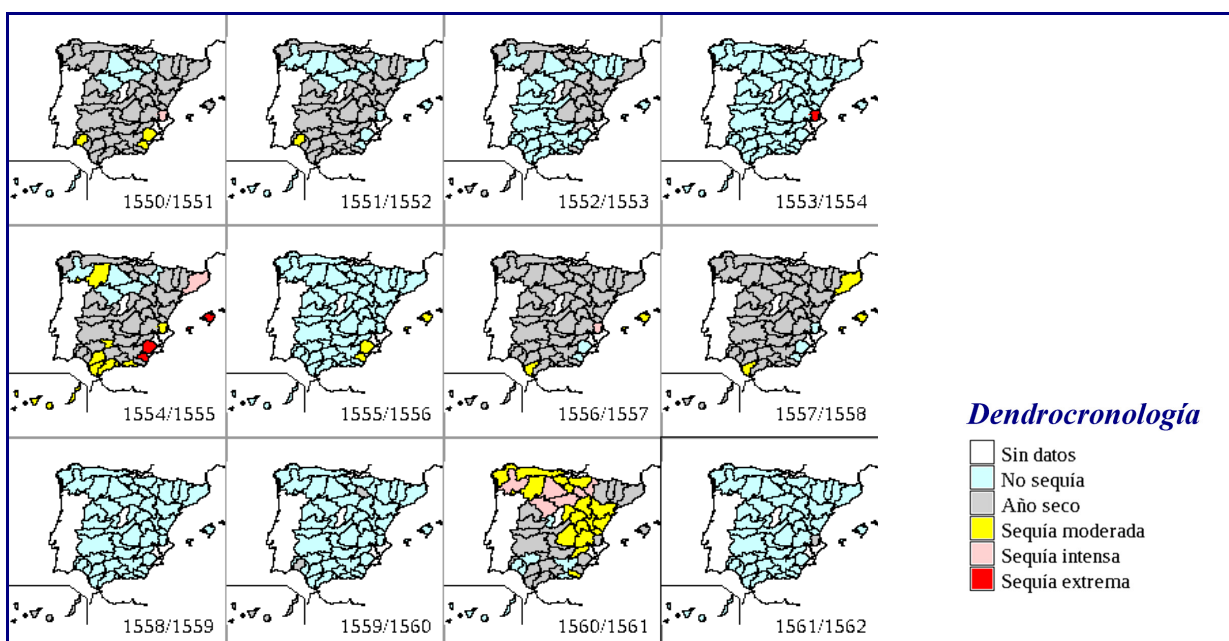 1550/1551
1551/1552
1552/1553
1553/1554
1554/1555
1555/1556
1556/1557
1557/1558
1558/1559
1559/1560
1560/1561
1561/1562
Dendrocronología
Sin datos
No sequía
Año seco
Sequía moderada
Sequía intensa
Sequía extrema